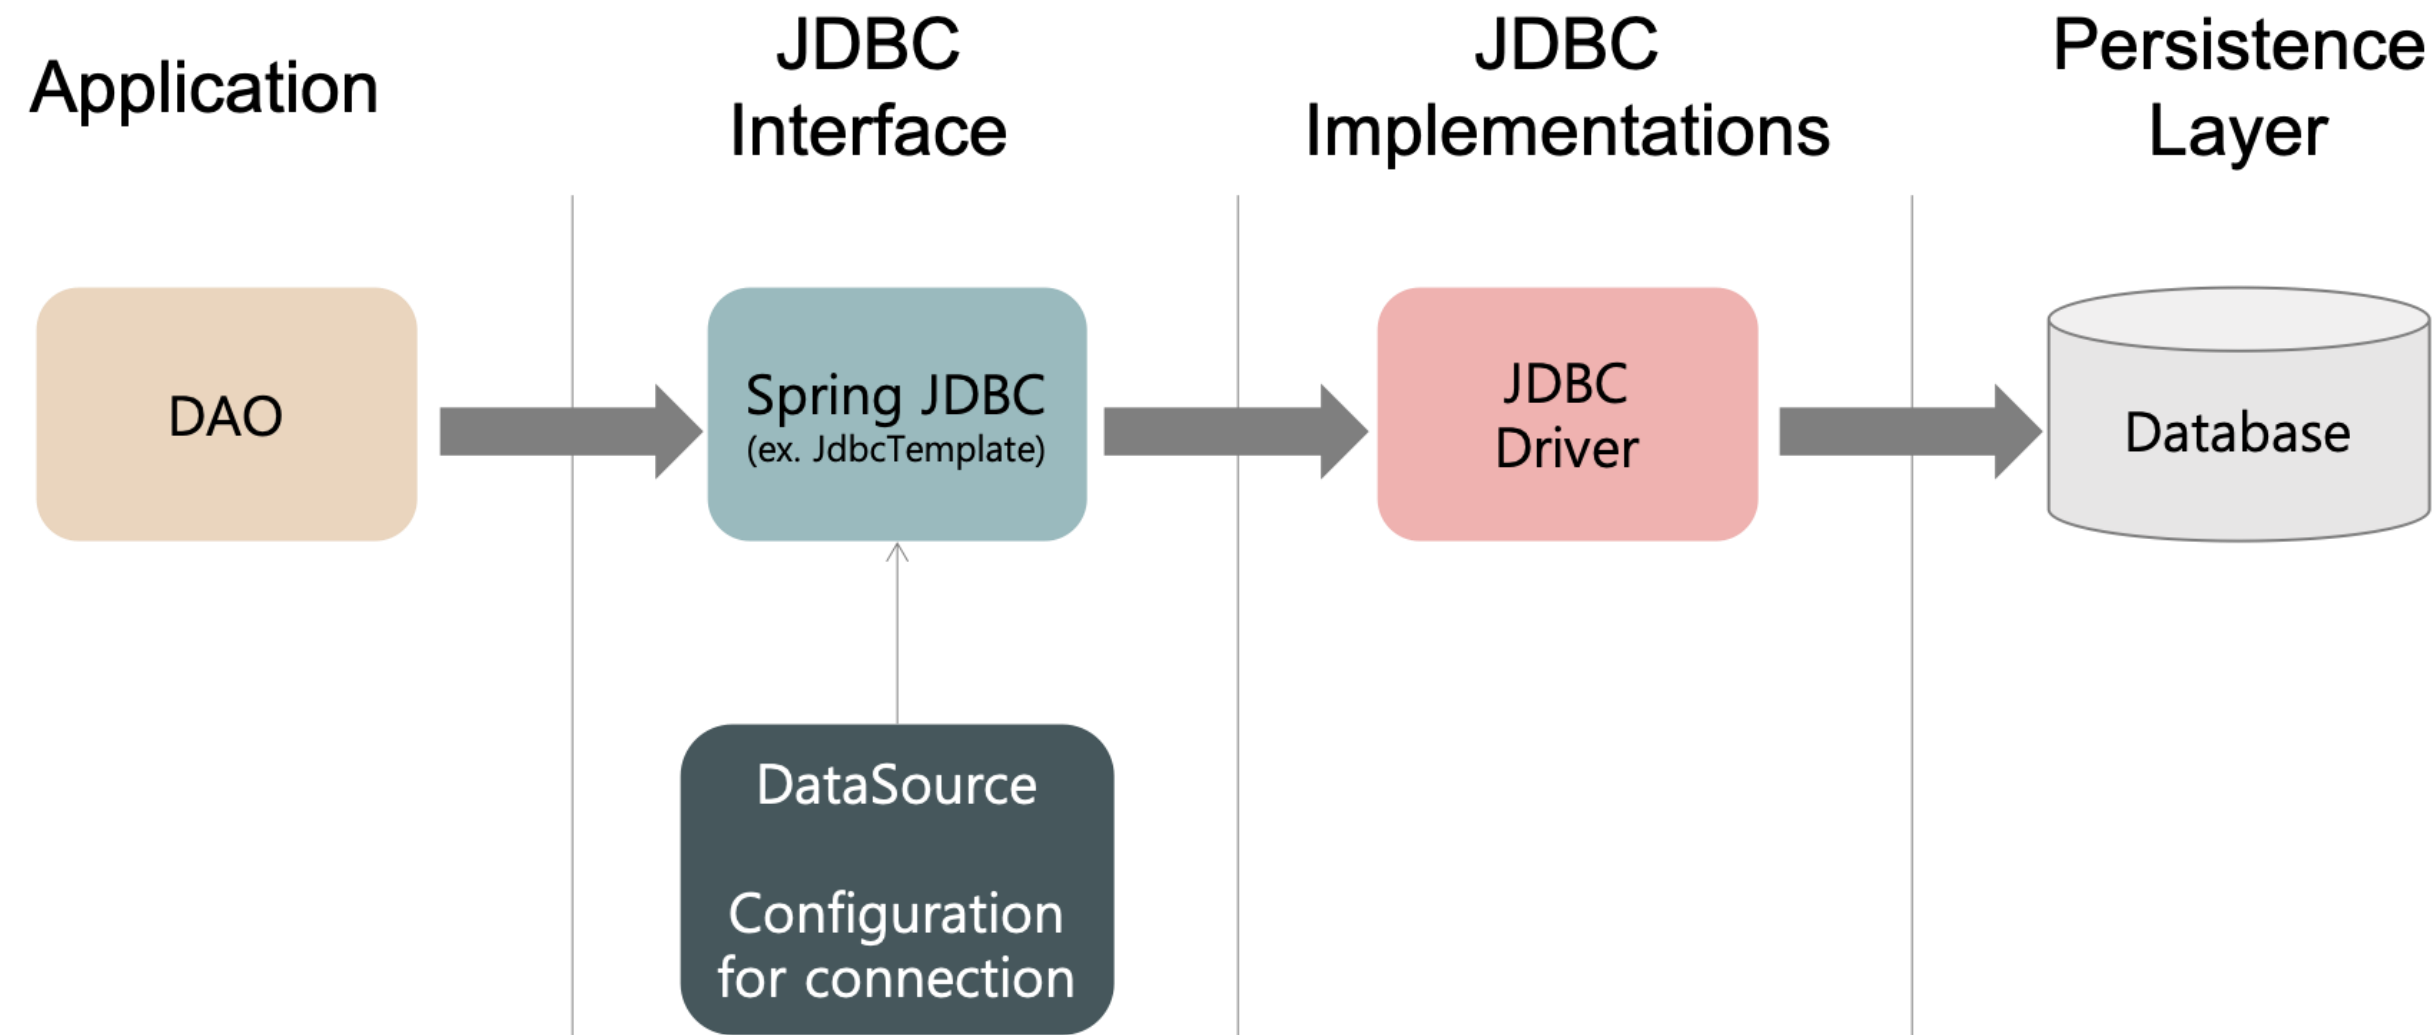 Application
JDBC
Interface
JDBC
Implementations
Persistence
Layer
DAO
Spring JDBC
(ex. JdbcTemplate)
JDBC
Driver
Database
DataSource
Configuration
for connection